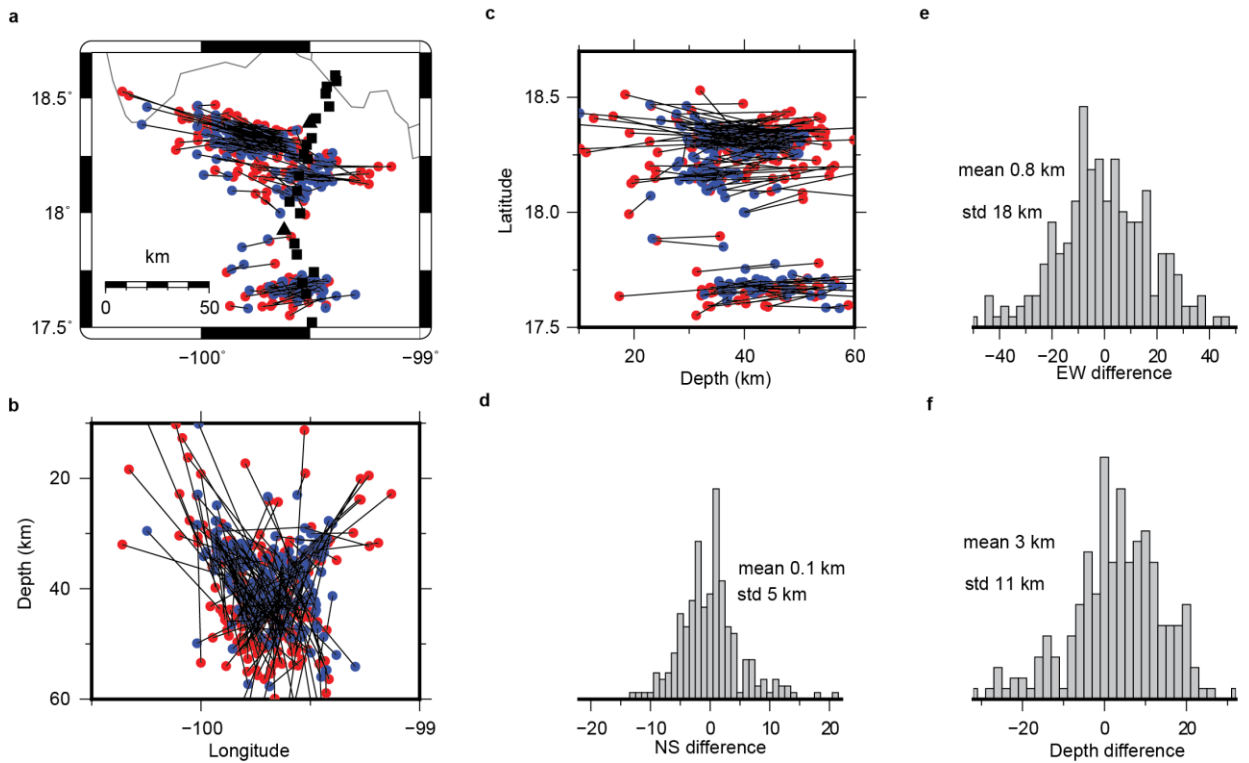 a
18.5°
18°
17.5°
km
0 50
−100° −99°
b
Depth (km)
20
40
60
−100 −99
Longitude
c
Latitude
18.5
18.0
17.5
20 40 60
Depth (km)
d
mean 0.1 km
std 5 km
−20 −10 0 10 20
NS difference
e
mean 0.8 km
std 18 km
−40 −20 0 20 40
EW difference
f
mean 3 km
std 11 km
−20 0 20
Depth difference